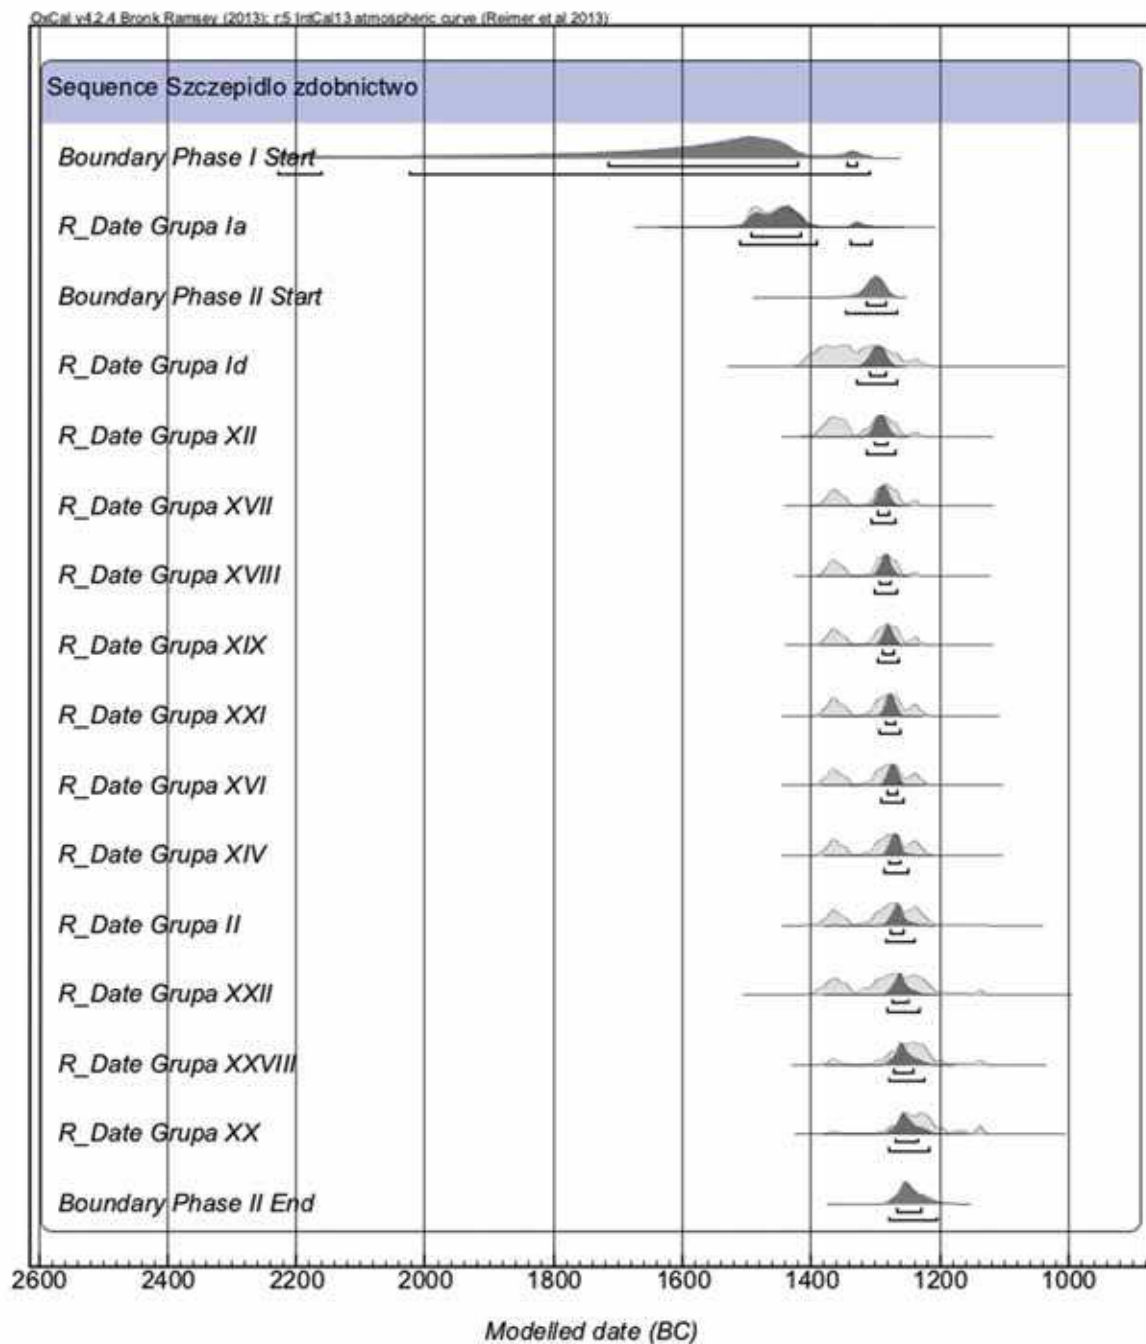 OxCal v4.2.4 Bronk Ramsey (2013); r:5 IntCal13 atmospheric curve (Reimer et al 2013)
Sequence Szczepidlo zdobnictwo
Boundary Phase I Start
R_Date Grupa Ia
Boundary Phase II Start
R_Date Grupa Id
R_Date Grupa XII
R_Date Grupa XVII
R_Date Grupa XVIII
R_Date Grupa XIX
R_Date Grupa XXI
R_Date Grupa XVI
R_Date Grupa XIV
R_Date Grupa II
R_Date Grupa XXII
R_Date Grupa XXVIII
R_Date Grupa XX
Boundary Phase II End
2600 2400 2200 2000 1800 1600 1400 1200 1000
Modelled date (BC)